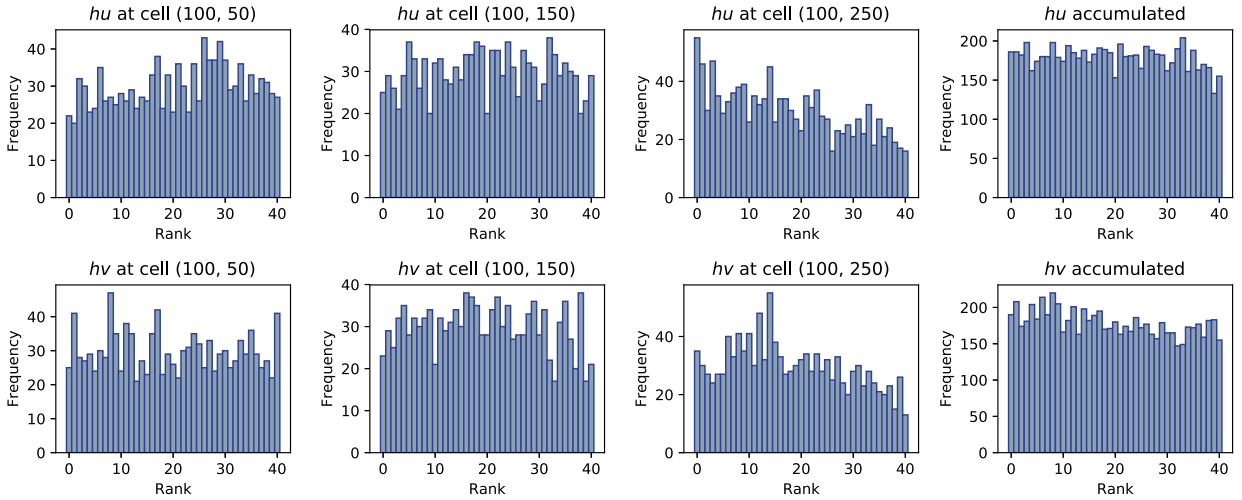 hu at cell (100, 50)
Frequency
40
30
20
10
0
0 10 20 30 40
Rank
hu at cell (100, 150)
Frequency
40
30
20
10
0
0 10 20 30 40
Rank
hu at cell (100, 250)
Frequency
40
20
0
0 10 20 30 40
Rank
hu accumulated
Frequency
200
150
100
50
0
0 10 20 30 40
Rank
hv at cell (100, 50)
Frequency
40
30
20
10
0
0 10 20 30 40
Rank
hv at cell (100, 150)
Frequency
40
30
20
10
0
0 10 20 30 40
Rank
hv at cell (100, 250)
Frequency
40
20
0
0 10 20 30 40
Rank
hv accumulated
Frequency
200
150
100
50
0
0 10 20 30 40
Rank